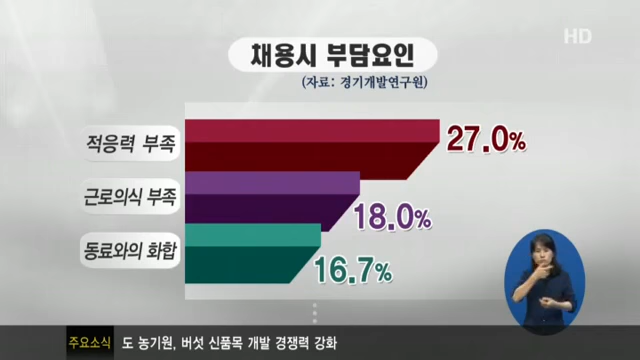 HD
채용시 부담요인
(자료: 경기개발연구원)
적응력 부족
27.0%
근로의식 부족
18.0%
동료와의 화합
16.7%
주요소식 도 농기원, 버섯 신품목 개발 경쟁력 강화